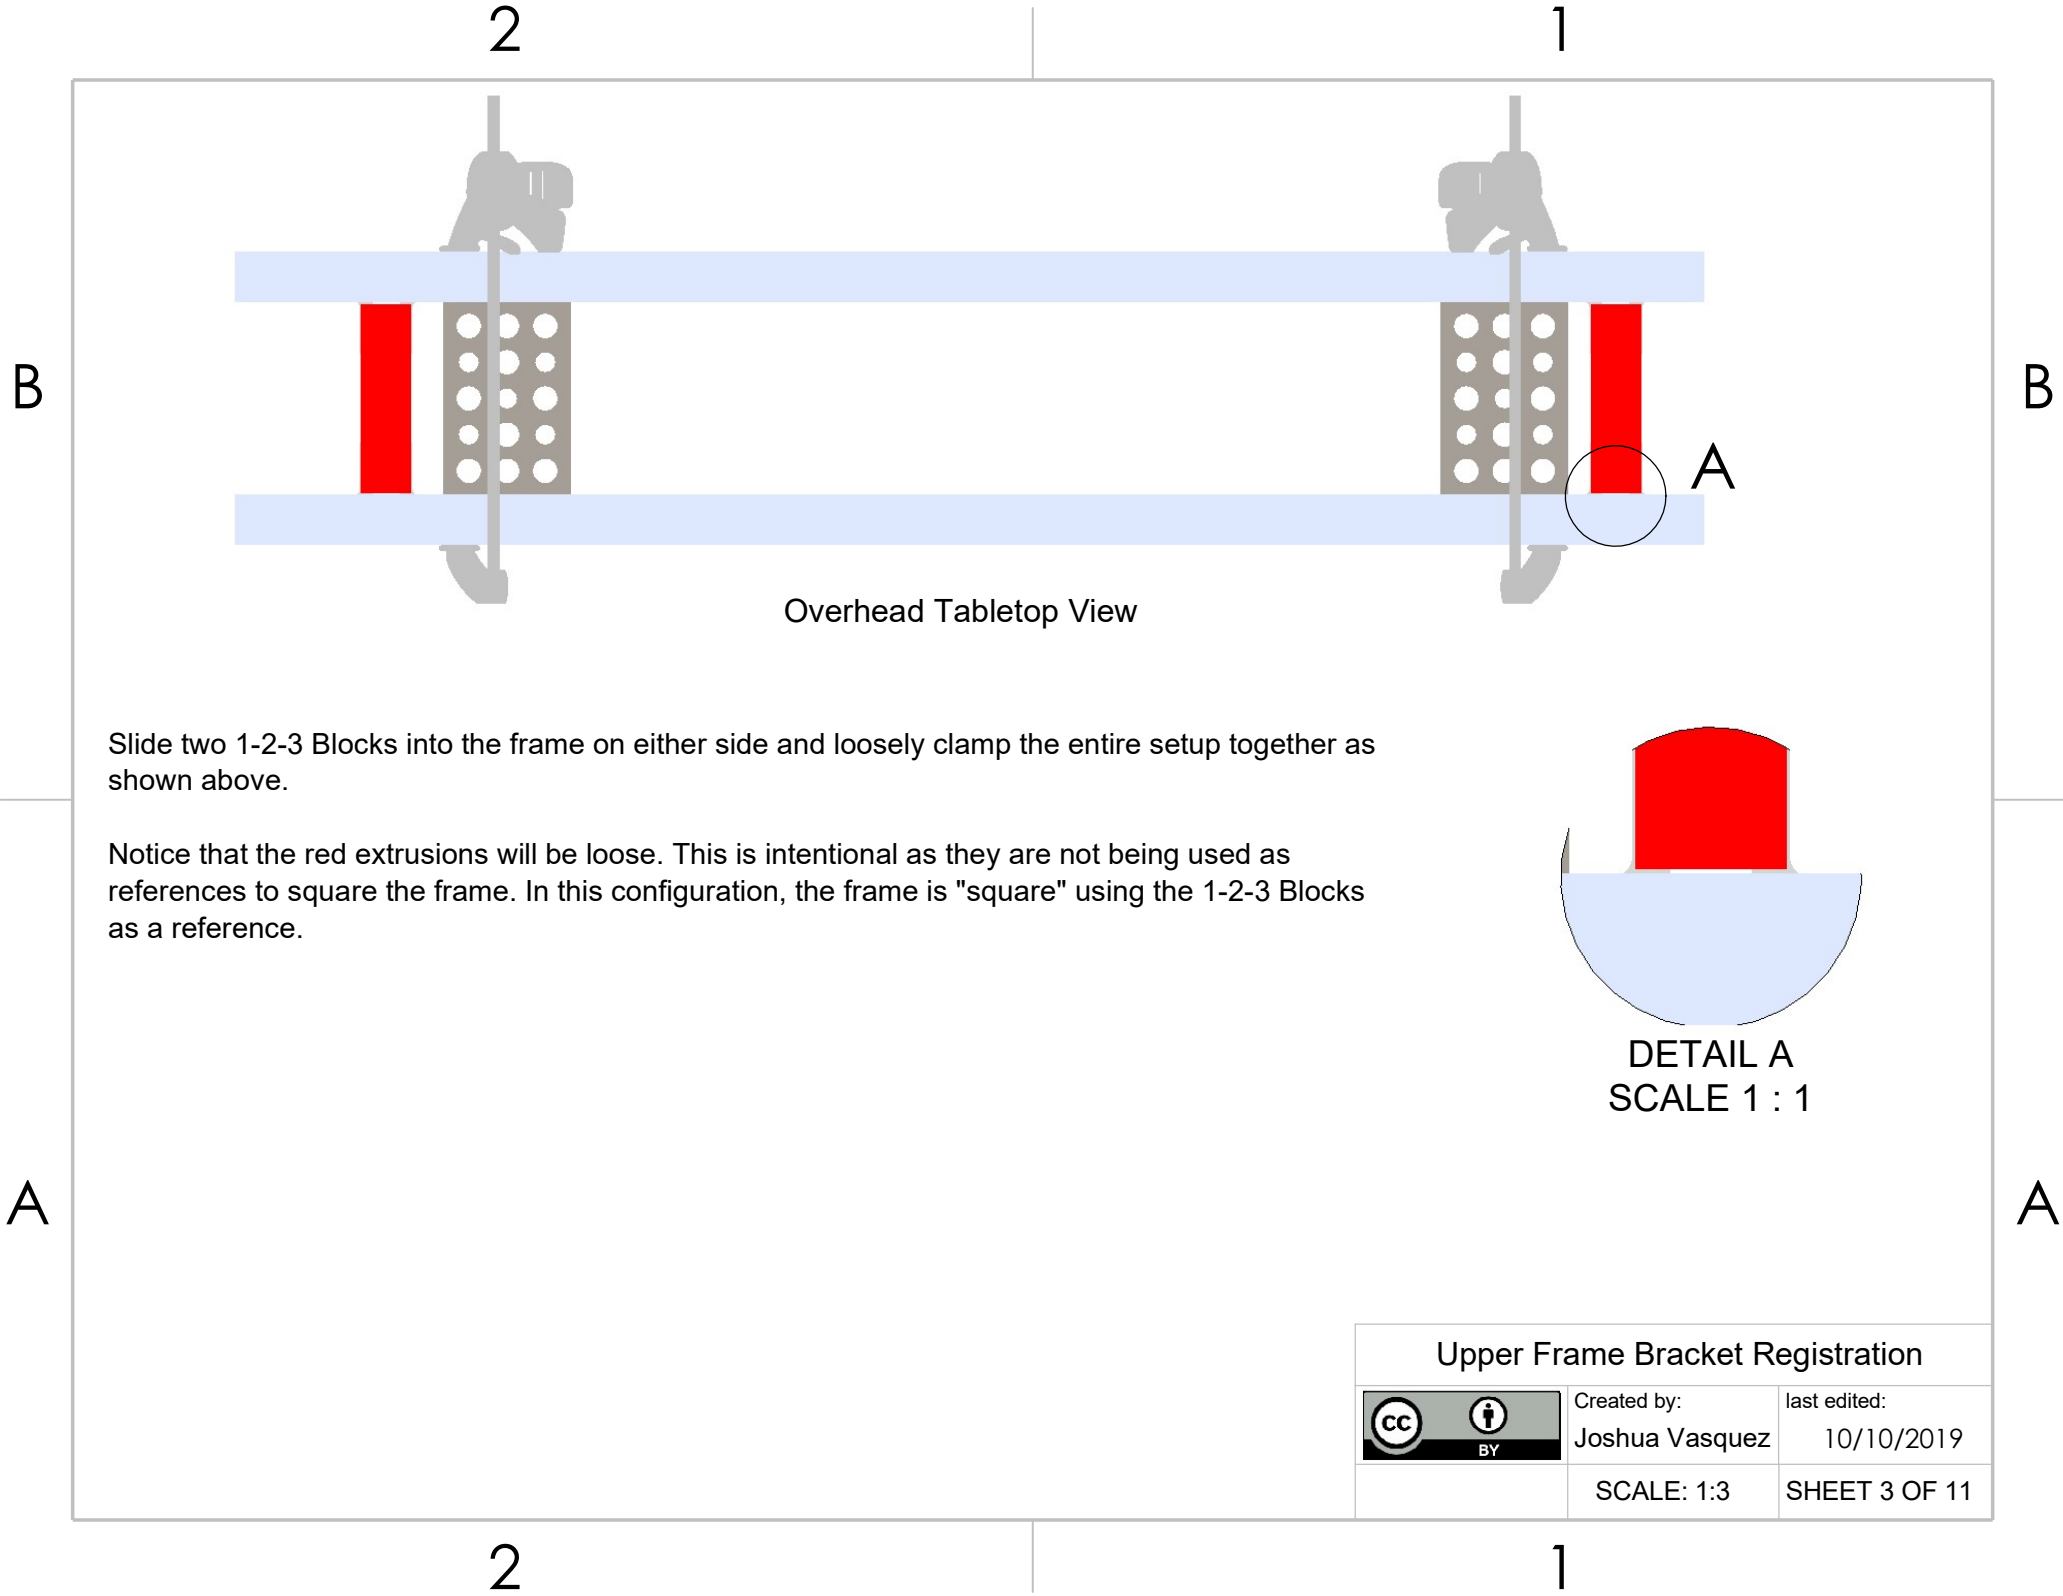 2 1
B B
A
Overhead Tabletop View
Slide two 1-2-3 Blocks into the frame on either side and loosely clamp the entire setup together as
shown above.
Notice that the red extrusions will be loose. This is intentional as they are not being used as
references to square the frame. In this configuration, the frame is "square" using the 1-2-3 Blocks
as a reference.
DETAIL A
SCALE 1 : 1
A A
Upper Frame Bracket Registration
cc
BY
Created by:
Joshua Vasquez
last edited:
10/10/2019
SCALE: 1:3
SHEET 3 OF 11
2 1